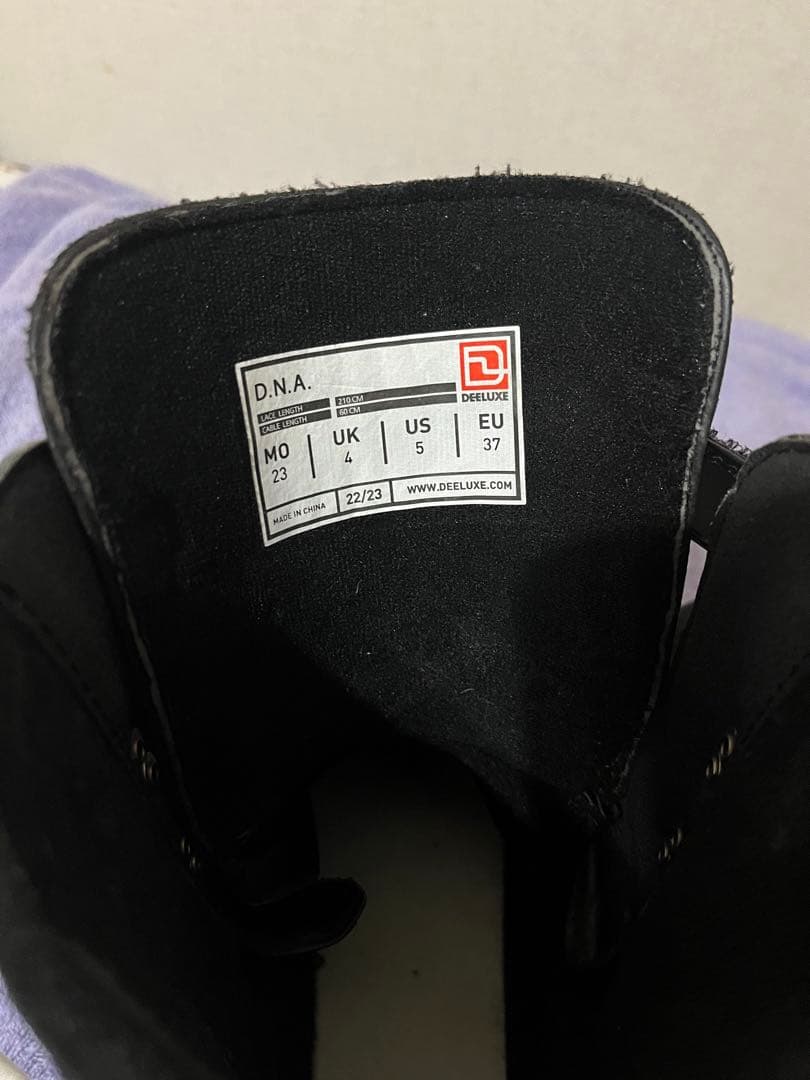 D.N.A.
DEELUXE
LACE LENGTH 210 CM
CABLE LENGTH 60 CM
MO UK US EU
23 4 5 37
MADE IN CHINA 22/23 WWW.DEELUXE.COM